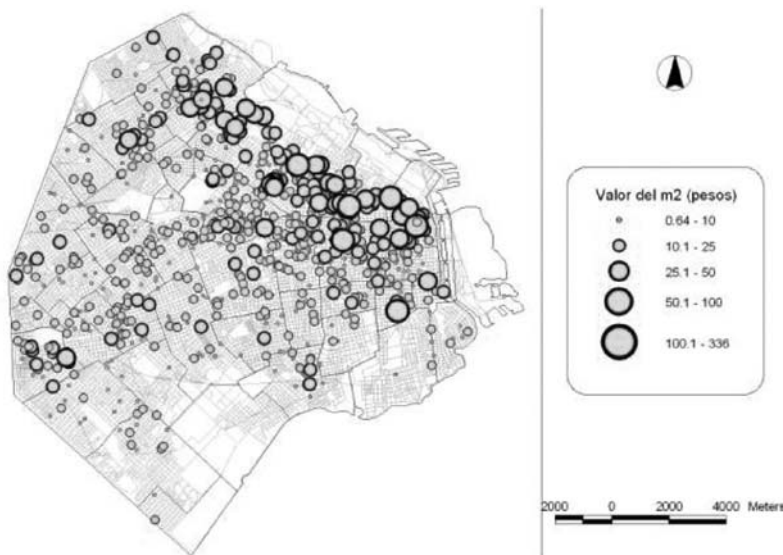 Valor del m2 (pesos)
0.64 - 10
10.1 - 25
25.1 - 50
50.1 - 100
100.1 - 336
2000 0 2000 4000 Meters